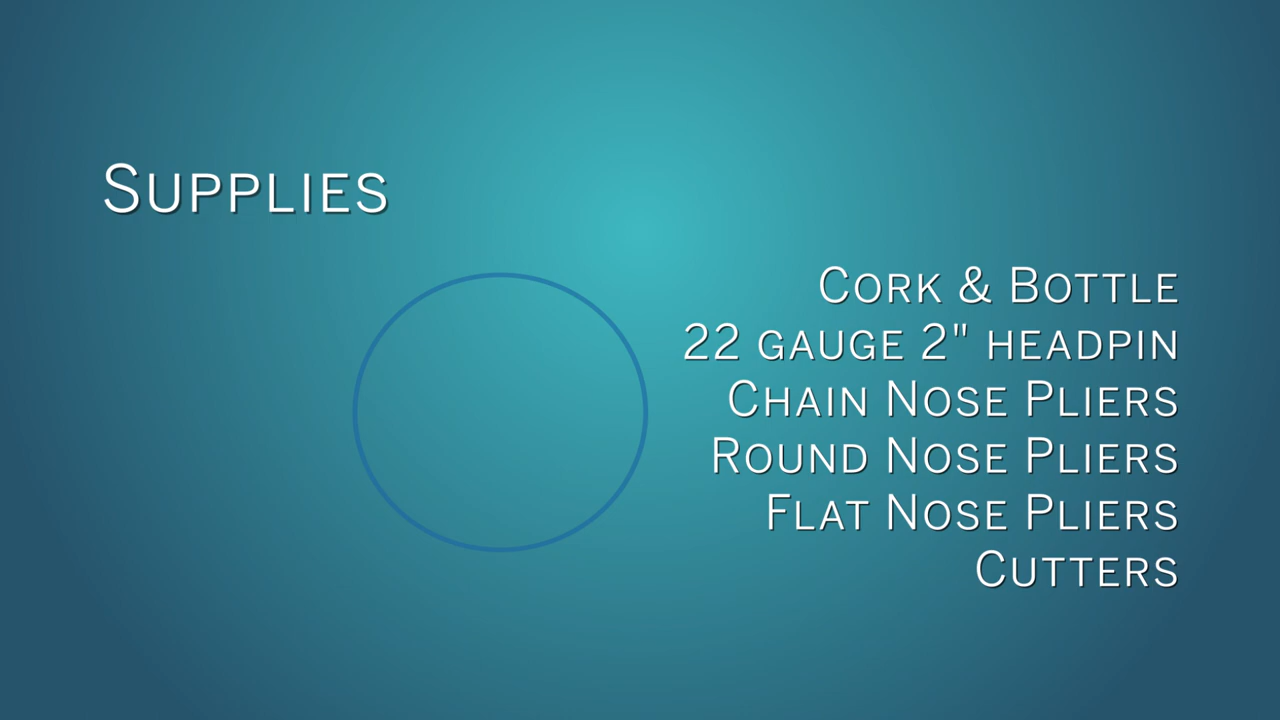 Supplies
Cork & Bottle
22 gauge 2" headpin
Chain Nose Pliers
Round Nose Pliers
Flat Nose Pliers
Cutters